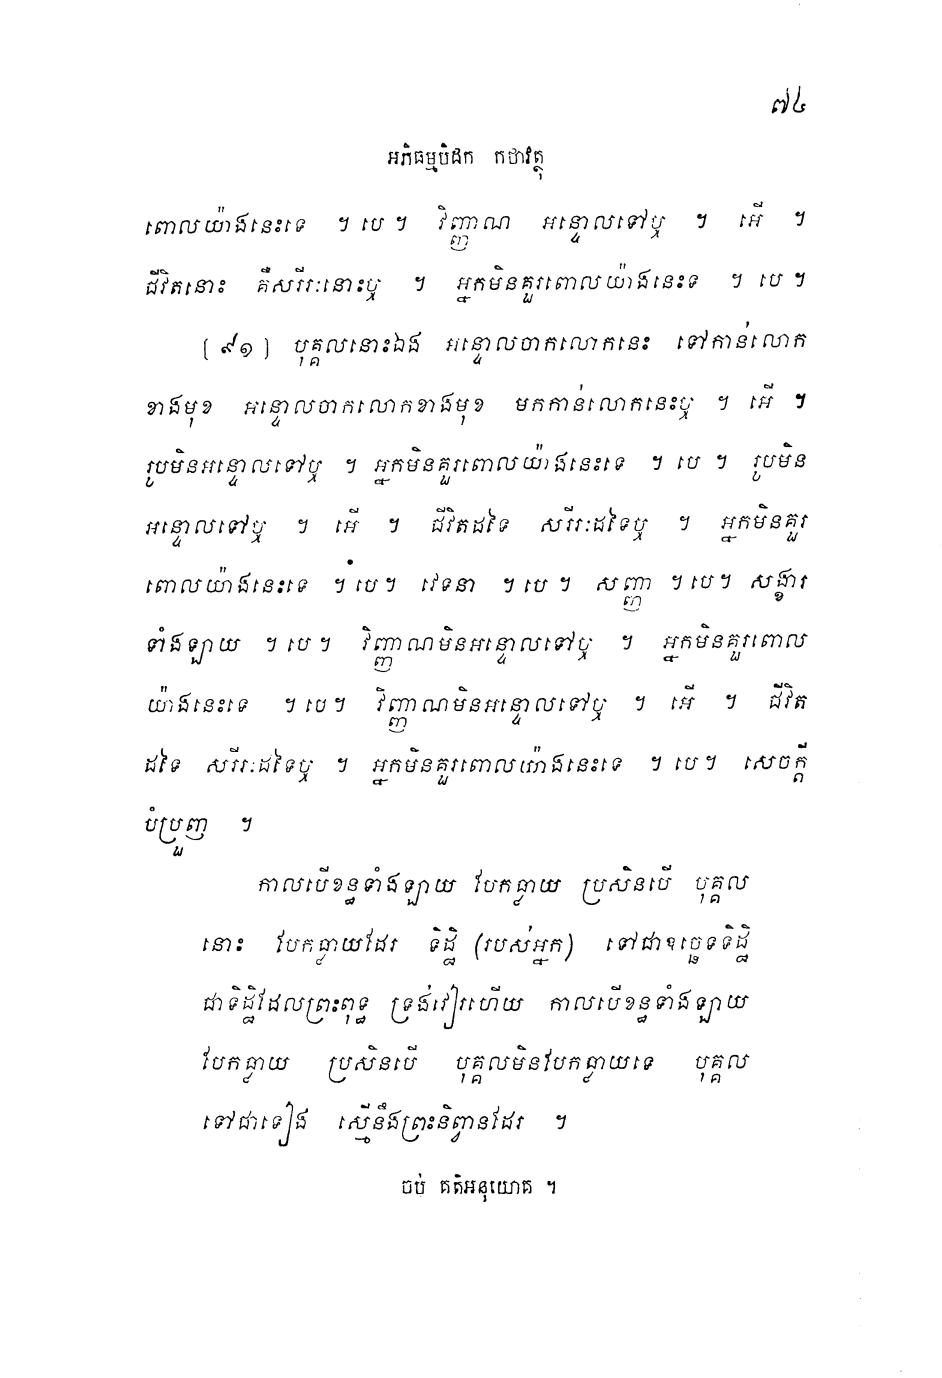 ៧៤
អភិធម្មបិដក កថាវត្ថុ
ពោលយ៉ាងនេះទេ ។ បេ ។ វិញ្ញាណ អន្ទោលទៅឬ ។ អើ ។
ជីវិតនោះ គឺសរីរៈនោះឬ ។ អ្នកមិនគួរពោលយ៉ាងនេះទេ ។ បេ ។
[៩១] បុគ្គលនោះឯង អន្ទោលចាកលោកនេះ ទៅកាន់លោក
ខាងមុខ អន្ទោលចាកលោកខាងមុខ មកកាន់លោកនេះឬ ។ អើ ។
រូបមិនអន្ទោលទៅឬ ។ អ្នកមិនគួរពោលយ៉ាងនេះទេ ។ បេ ។ រូបមិន
អន្ទោលទៅឬ ។ អើ ។ ជីវិតដទៃ សរីរៈដទៃឬ ។ អ្នកមិនគួរ
ពោលយ៉ាងនេះទេ ។ បេ ។ វេទនា ។ បេ ។ សញ្ញា ។ បេ ។ សង្ខារ
ទាំងឡាយ ។ បេ ។ វិញ្ញាណមិនអន្ទោលទៅឬ ។ អ្នកមិនគួរពោល
យ៉ាងនេះទេ ។ បេ ។ វិញ្ញាណមិនអន្ទោលទៅឬ ។ អើ ។ ជីវិត
ដទៃ សរីរៈដទៃឬ ។ អ្នកមិនគួរពោលយ៉ាងនេះទេ ។ បេ ។ សេចក្តី
បំប្រួញ ។
កាលបើខន្ធទាំងឡាយ បែកធ្លាយ ប្រសិនបើ បុគ្គល
នោះ បែកធ្លាយដែរ ទិដ្ឋិ (របស់អ្នក) ទៅជាឧច្ឆេទទិដ្ឋិ
ជាទិដ្ឋិដែលព្រះពុទ្ធ ទ្រង់វៀរហើយ កាលបើខន្ធទាំងឡាយ
បែកធ្លាយ ប្រសិនបើ បុគ្គលមិនបែកធ្លាយទេ បុគ្គល
ទៅជាទៀង ស្មើនឹងព្រះនិព្វានដែរ ។
ចប់ គតិអនុយោគ ។